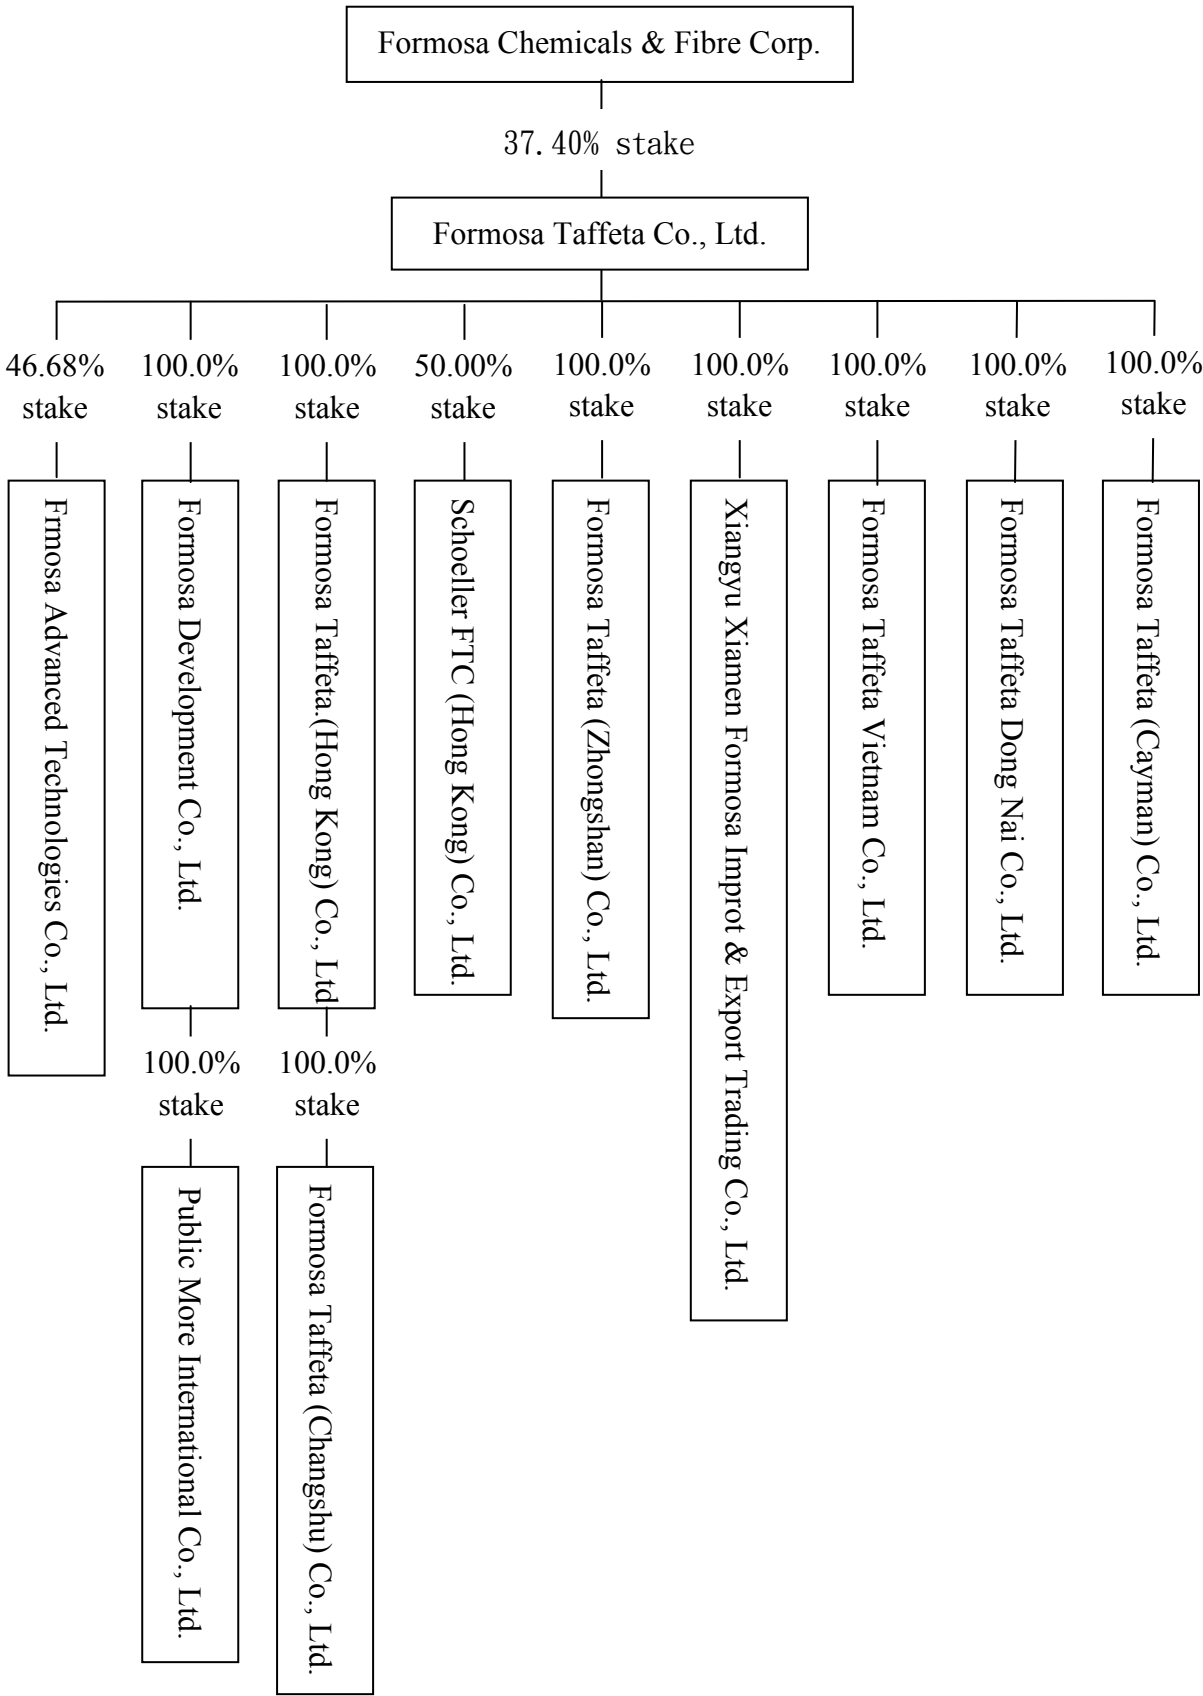 Formosa Chemicals & Fibre Corp.
37.40% stake
Formosa Taffeta Co., Ltd.
46.68%
stake
100.0%
stake
100.0%
stake
50.00%
stake
100.0%
stake
100.0%
stake
100.0%
stake
100.0%
stake
100.0%
stake
Frmosa Advanced Technologies Co., Ltd.
Formosa Development Co., Ltd.
Formosa Taffeta.(Hong Kong) Co., Ltd
Schoeller FTC (Hong Kong) Co., Ltd.
Formosa Taffeta (Zhongshan) Co., Ltd.
Xiangyu Xiamen Formosa Improt & Export Trading Co., Ltd.
Formosa Taffeta Vietnam Co., Ltd.
Formosa Taffeta Dong Nai Co., Ltd.
Formosa Taffeta (Cayman) Co., Ltd.
100.0%
stake
100.0%
stake
Public More International Co., Ltd.
Formosa Taffeta (Changshu) Co., Ltd.